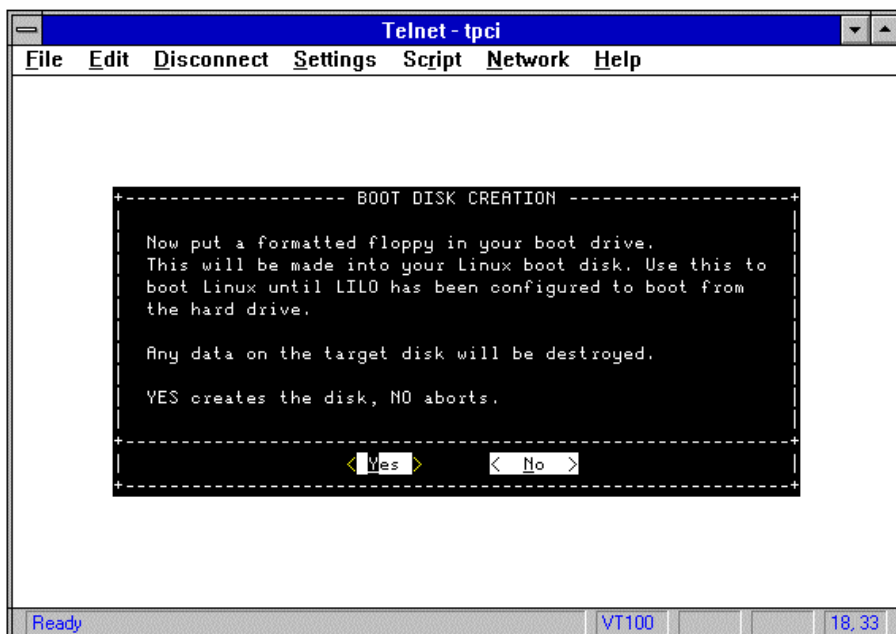 Telnet - tpci
File Edit Disconnect Settings Script Network Help
BOOT DISK CREATION
Now put a formatted floppy in your boot drive.
This will be made into your Linux boot disk. Use this to
boot Linux until LILO has been configured to boot from
the hard drive.
Any data on the target disk will be destroyed.
YES creates the disk, NO aborts.
< Yes > < No >
Ready VT100 18, 33